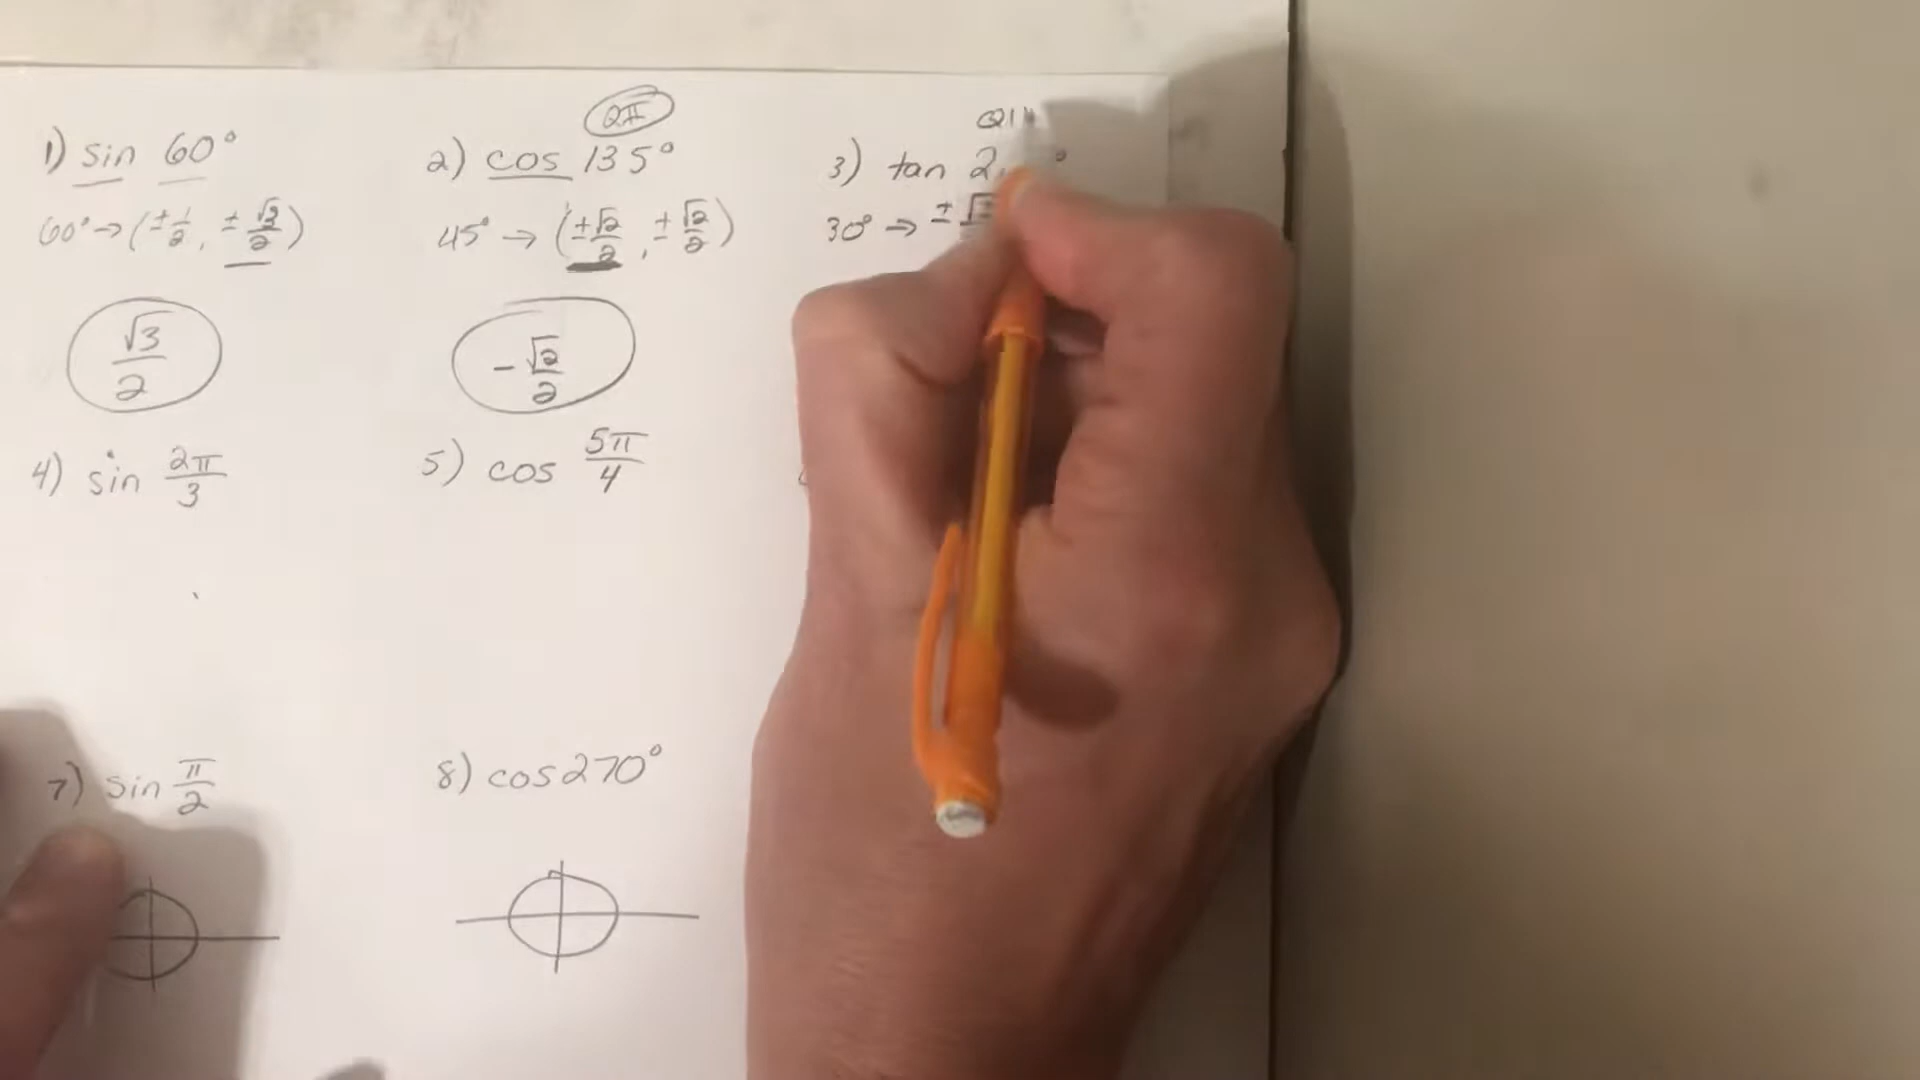 QII
1) sin 60°
2) cos 135°
3) tan 2 °
60° → (± 1/2, ± √3/2)
45° → (± √2/2, ± √2/2)
30° → ± √
√3/2
- √2/2
4) sin 2π/3
5) cos 5π/4
7) sin π/2
8) cos 270°